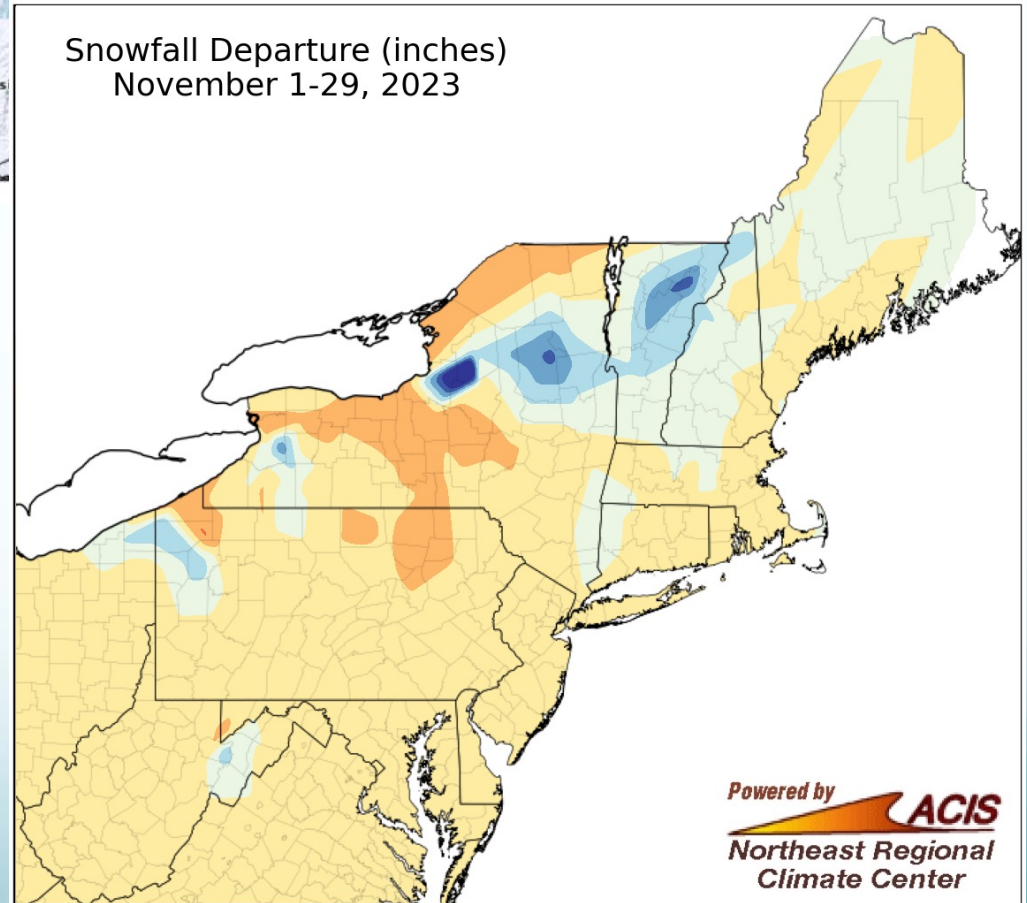 Snowfall Departure (inches)
November 1-29, 2023
Powered by
ACIS
Northeast Regional
Climate Center